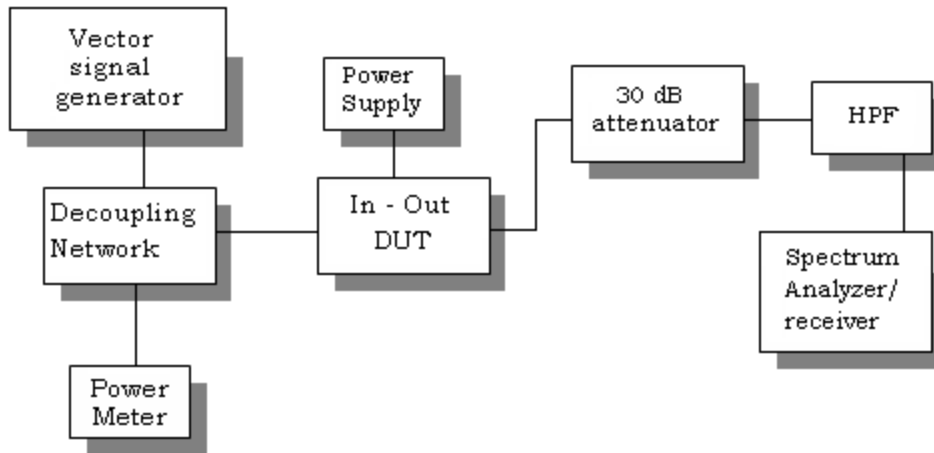 Vector
signal
generator
Power
Supply
30 dB
attenuator
HPF
Decoupling
Network
In - Out
DUT
Spectrum
Analyzer/
receiver
Power
Meter